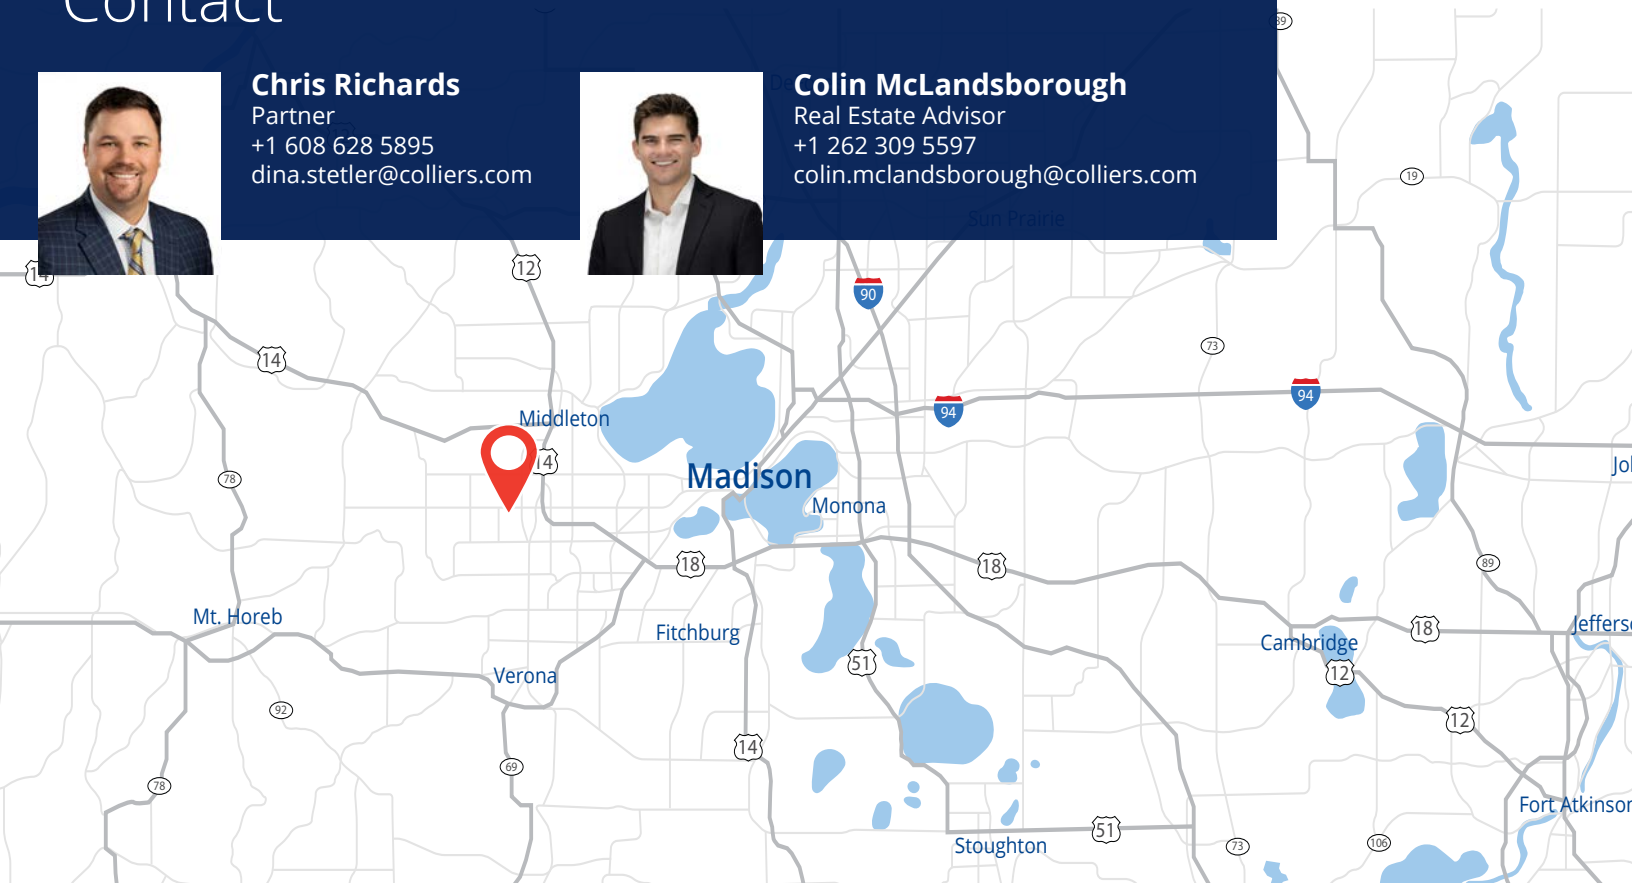 Contact
Chris Richards
Partner
+1 608 628 5895
dina.stetler@colliers.com
Colin McLandsborough
Real Estate Advisor
+1 262 309 5597
colin.mclandsborough@colliers.com
89
19
Sun Prairie
14
12
90
73
14
94
94
Middleton
14
78
Madison
Monona
18
18
89
Mt. Horeb
Fitchburg
Cambridge
18
51
12
Verona
92
12
14
69
78
Fort Atkinson
51
Stoughton
73
106